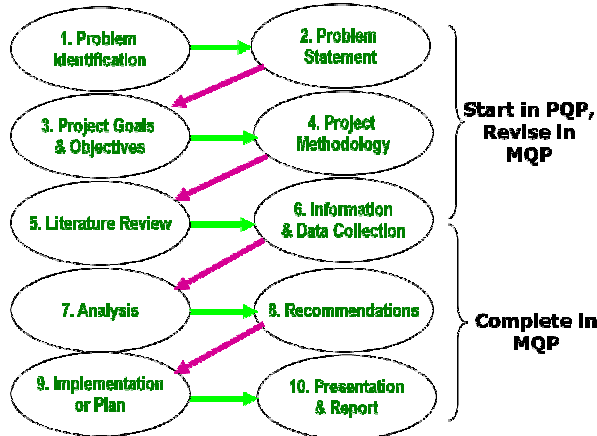 1. Problem
Identification
2. Problem
Statement
3. Project Goals
& Objectives
4. Project
Methodology
Start in PQP,
Revise in
MQP
5. Literature Review
6. Information
& Data Collection
7. Analysis
8. Recommendations
Complete in
MQP
9. Implementation
or Plan
10. Presentation
& Report